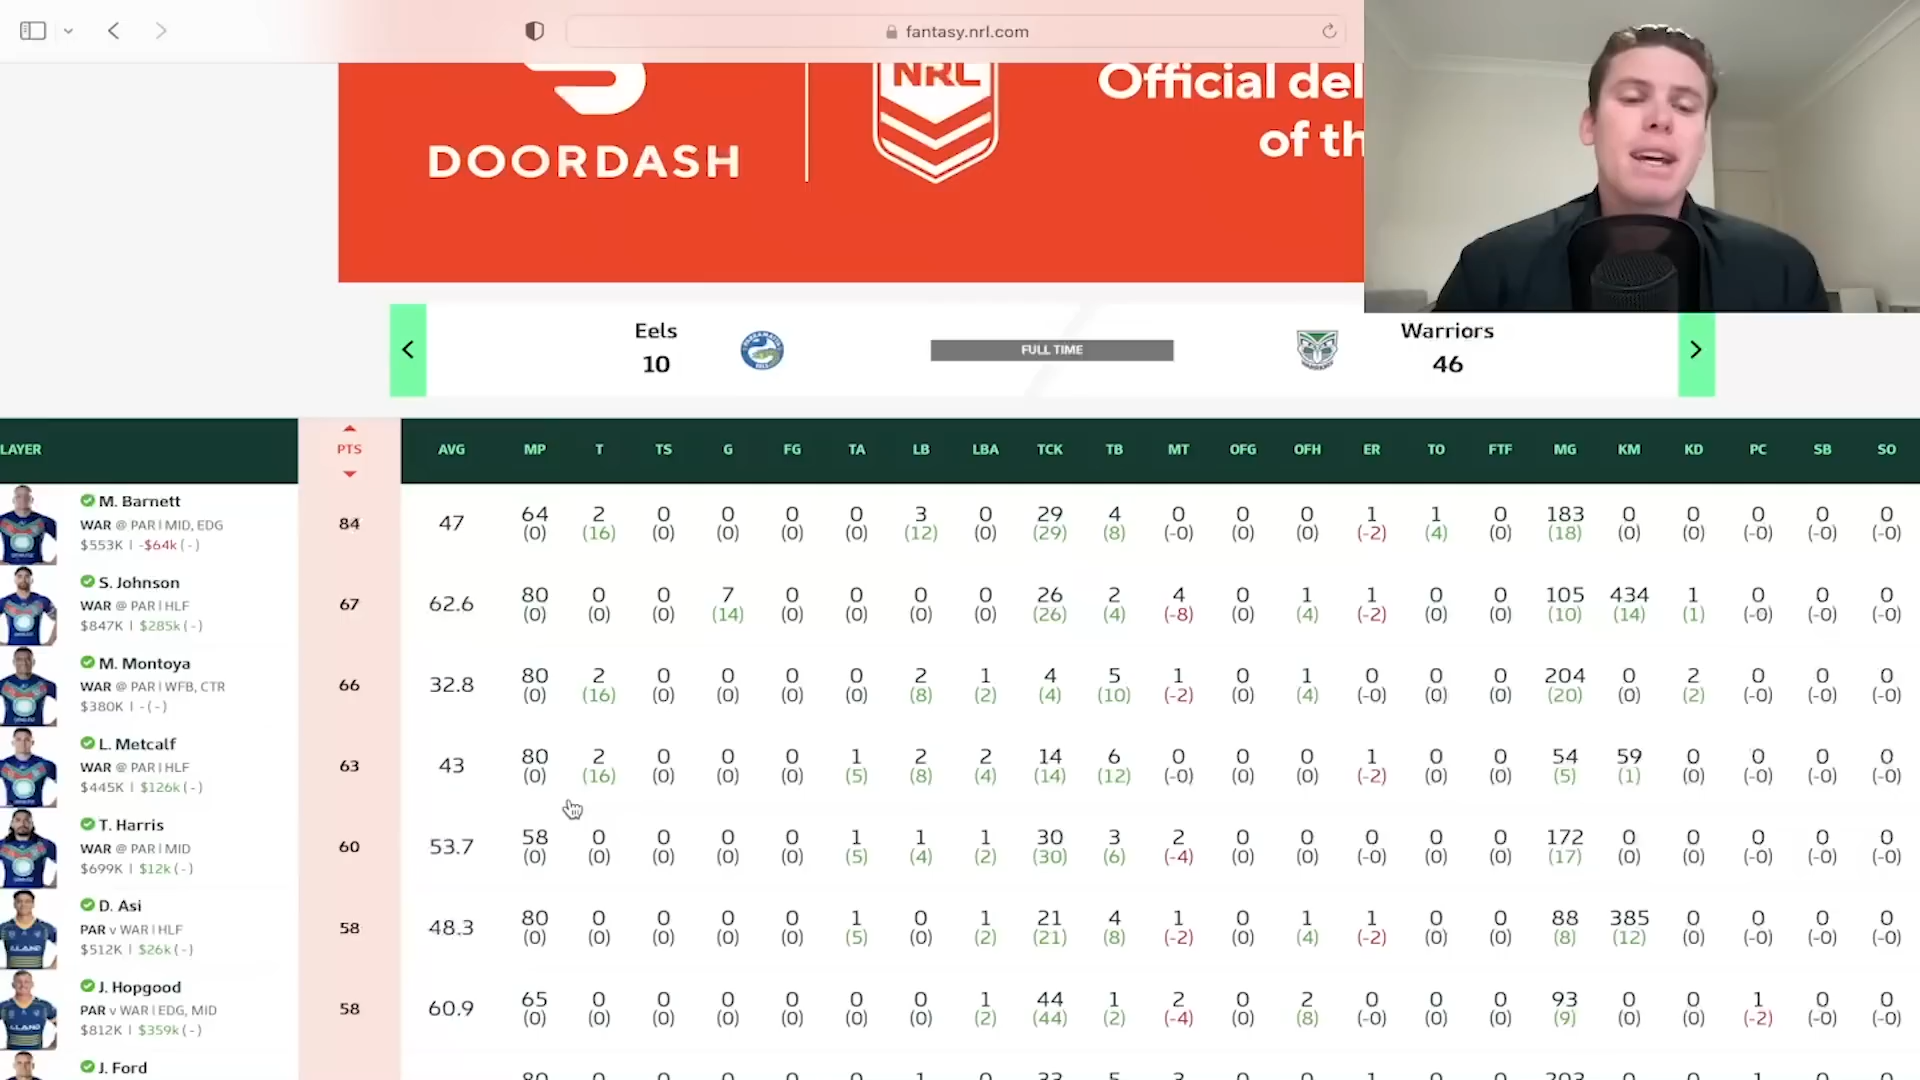 fantasy.nrl.com
DOORDASH
NRL
Official del
of th
Eels
10
FULL TIME
Warriors
46
LAYER PTS AVG MP T TS G FG TA LB LBA TCK TB MT OFG OFH ER TO FTF MG KM KD PC SB SO
M. Barnett
WAR @ PAR | MID, EDG
$553K | -$64k ( - )
84 47 64 2 0 0 0 0 3 0 29 4 0 0 0 1 1 0 183 0 0 0 0 0
(0) (16) (0) (0) (0) (0) (12) (0) (29) (8) (-0) (0) (0) (-2) (4) (0) (18) (0) (0) (-0) (-0) (-0)
S. Johnson
WAR @ PAR | HLF
$847K | $285k ( - )
67 62.6 80 0 0 7 0 0 0 0 26 2 4 0 1 1 0 0 105 434 1 0 0 0
(0) (0) (0) (14) (0) (0) (0) (0) (26) (4) (-8) (0) (4) (-2) (0) (0) (10) (14) (1) (-0) (-0) (-0)
M. Montoya
WAR @ PAR | WFB, CTR
$380K | - ( - )
66 32.8 80 2 0 0 0 0 2 1 4 5 1 0 1 0 0 0 204 0 2 0 0 0
(0) (16) (0) (0) (0) (0) (8) (2) (4) (10) (-2) (0) (4) (-0) (0) (0) (20) (0) (2) (-0) (-0) (-0)
L. Metcalf
WAR @ PAR | HLF
$445K | $126k ( - )
63 43 80 2 0 0 0 1 2 2 14 6 0 0 0 1 0 0 54 59 0 0 0 0
(0) (16) (0) (0) (0) (5) (8) (4) (14) (12) (-0) (0) (0) (-2) (0) (0) (5) (1) (0) (-0) (-0) (-0)
T. Harris
WAR @ PAR | MID
$699K | $12k ( - )
60 53.7 58 0 0 0 0 1 1 1 30 3 2 0 0 0 0 0 172 0 0 0 0 0
(0) (0) (0) (0) (0) (5) (4) (2) (30) (6) (-4) (0) (0) (-0) (0) (0) (17) (0) (0) (-0) (-0) (-0)
D. Asi
PAR v WAR | HLF
$512K | $26k ( - )
58 48.3 80 0 0 0 0 1 0 1 21 4 1 0 1 1 0 0 88 385 0 0 0 0
(0) (0) (0) (0) (0) (5) (0) (2) (21) (8) (-2) (0) (4) (-2) (0) (0) (8) (12) (0) (-0) (-0) (-0)
J. Hopgood
PAR v WAR | EDG, MID
$812K | $359k ( - )
58 60.9 65 0 0 0 0 0 0 1 44 1 2 0 2 0 0 0 93 0 0 1 0 0
(0) (0) (0) (0) (0) (0) (0) (2) (44) (2) (-4) (0) (8) (-0) (0) (0) (9) (0) (0) (-2) (-0) (-0)
J. Ford